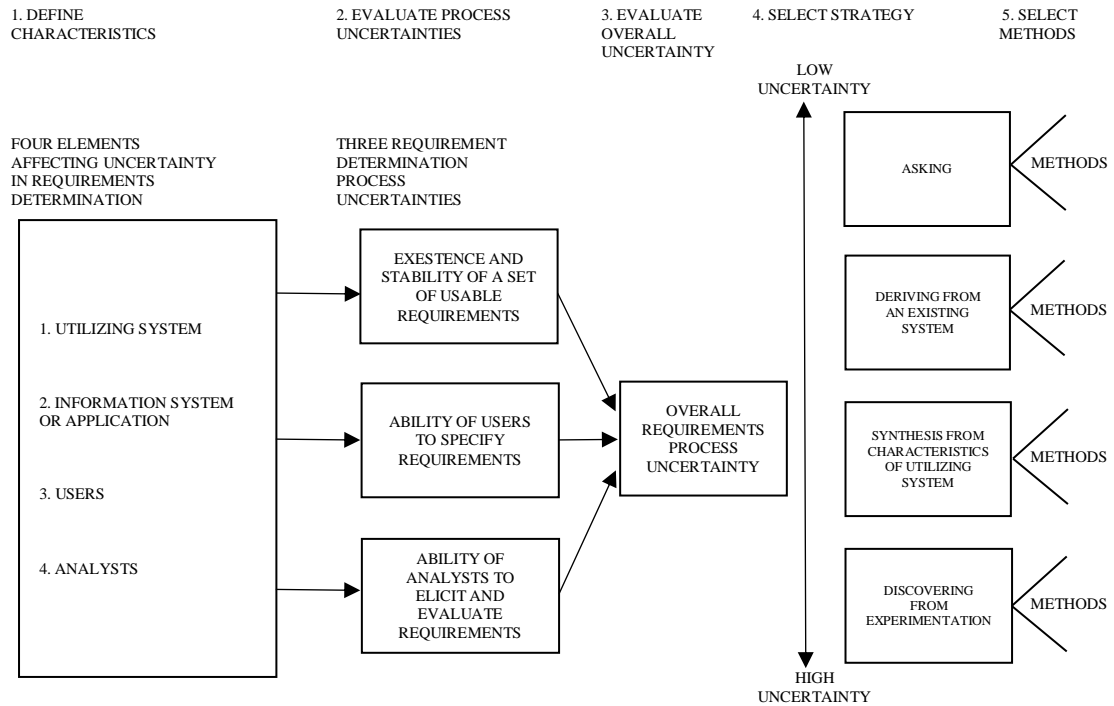 1. DEFINE
CHARACTERISTICS
2. EVALUATE PROCESS
UNCERTAINTIES
3. EVALUATE
OVERALL
UNCERTAINTY
4. SELECT STRATEGY
5. SELECT
METHODS
FOUR ELEMENTS
AFFECTING UNCERTAINTY
IN REQUIREMENTS
DETERMINATION
1. UTILIZING SYSTEM
2. INFORMATION SYSTEM
OR APPLICATION
3. USERS
4. ANALYSTS
THREE REQUIREMENT
DETERMINATION
PROCESS
UNCERTAINTIES
EXESTENCE AND
STABILITY OF A SET
OF USABLE
REQUIREMENTS
ABILITY OF USERS
TO SPECIFY
REQUIREMENTS
ABILITY OF
ANALYSTS TO
ELICIT AND
EVALUATE
REQUIREMENTS
OVERALL
REQUIREMENTS
PROCESS
UNCERTAINTY
LOW
UNCERTAINTY
HIGH
UNCERTAINTY
ASKING
METHODS
DERIVING FROM
AN EXISTING
SYSTEM
METHODS
SYNTHESIS FROM
CHARACTERISTICS
OF UTILIZING
SYSTEM
METHODS
DISCOVERING
FROM
EXPERIMENTATION
METHODS